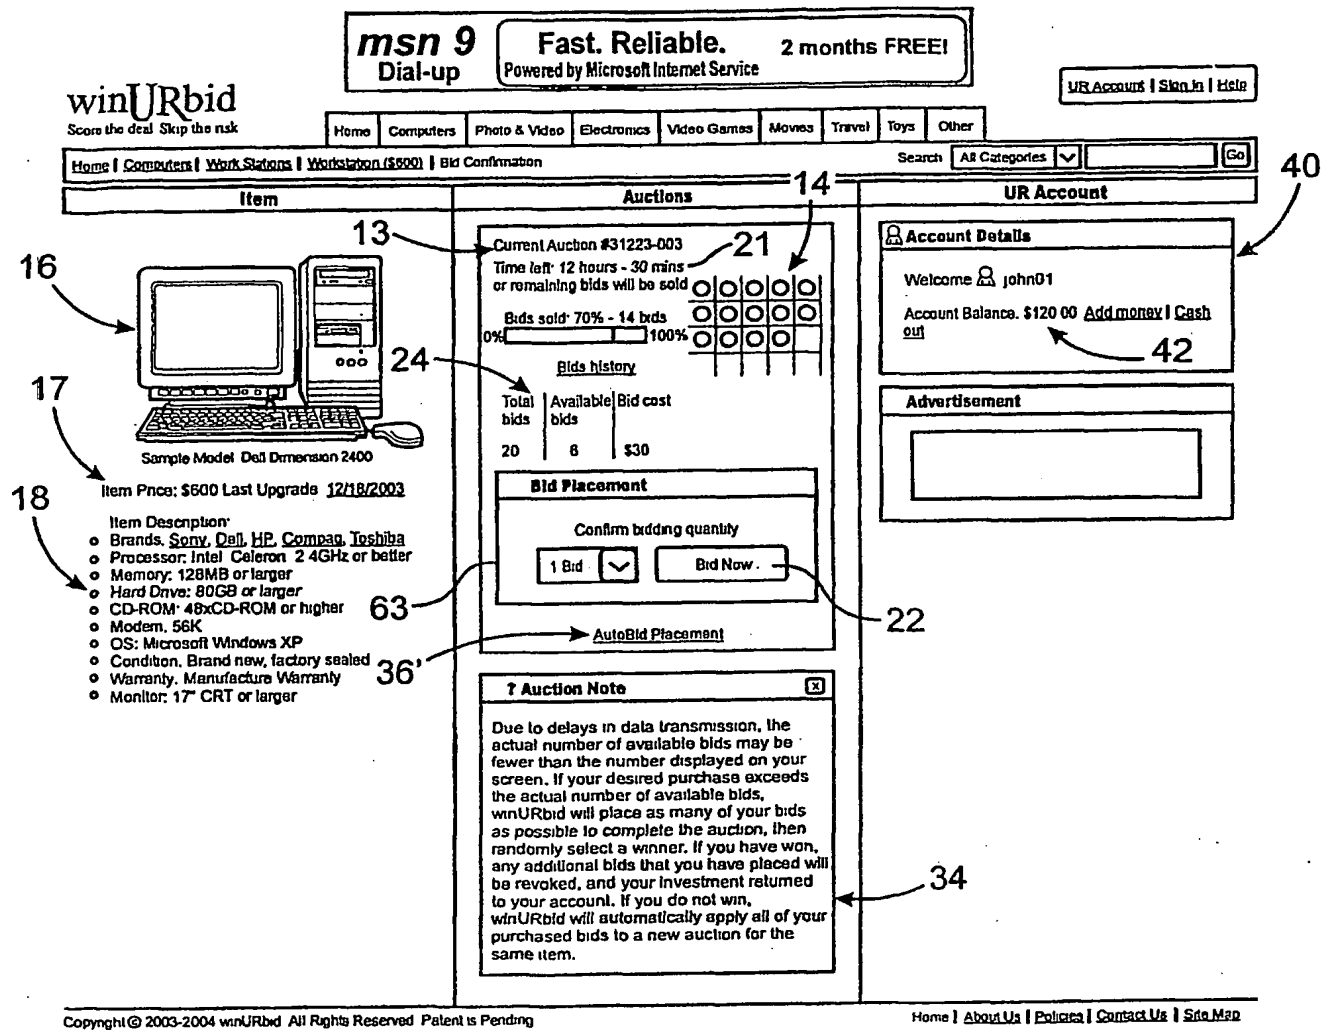 msn 9
Dial-up
Fast. Reliable.
Powered by Microsoft Internet Service
2 months FREE!
winURbid
Score the deal Skip the risk
UR Account | Sign In | Help
Home | Computers | Photo & Video | Electronics | Video Games | Movies | Travel | Toys | Other
Home | Computers | Work Stations | Workstation ($600) | Bid Confirmation
Search All Categories Go
40
Item
Auctions
UR Account
14
13
16
17
18
Sample Model Dell Dimension 2400
Item Price: $600 Last Upgrade 12/18/2003
Item Description
Brands. Sony, Dell, HP, Compaq, Toshiba
Processor: Intel Celeron 2 4GHz or better
Memory: 128MB or larger
Hard Drive: 80GB or larger
CD-ROM 48xCD-ROM or higher
Modem. 56K
OS: Microsoft Windows XP
Condition. Brand new, factory sealed
Warranty. Manufacture Warranty
Monitor: 17" CRT or larger
Current Auction #31223-003
21
Time left 12 hours - 30 mins
or remaining bids will be sold
Bids sold 70% - 14 bids
0% 100%
24
Bids history
Total bids
Available bids
Bid cost
20 6 $30
Bid Placement
Confirm bidding quantity
1 Bid
Bid Now .
63
22
36'
AutoBid Placement
? Auction Note
x
Due to delays in data transmission, the
actual number of available bids may be
fewer than the number displayed on your
screen. If your desired purchase exceeds
the actual number of available bids,
winURbid will place as many of your bids
as possible to complete the auction, then
randomly select a winner. If you have won,
any additional bids that you have placed will
be revoked, and your investment returned
to your account. If you do not win,
winURbid will automatically apply all of your
purchased bids to a new auction for the
same item.
34
Account Details
Welcome john01
Account Balance. $120 00 Add money | Cash
out
42
Advertisement
Copyright © 2003-2004 winURbid All Rights Reserved Patent is Pending
Home | About Us | Policies | Contact Us | Site Map